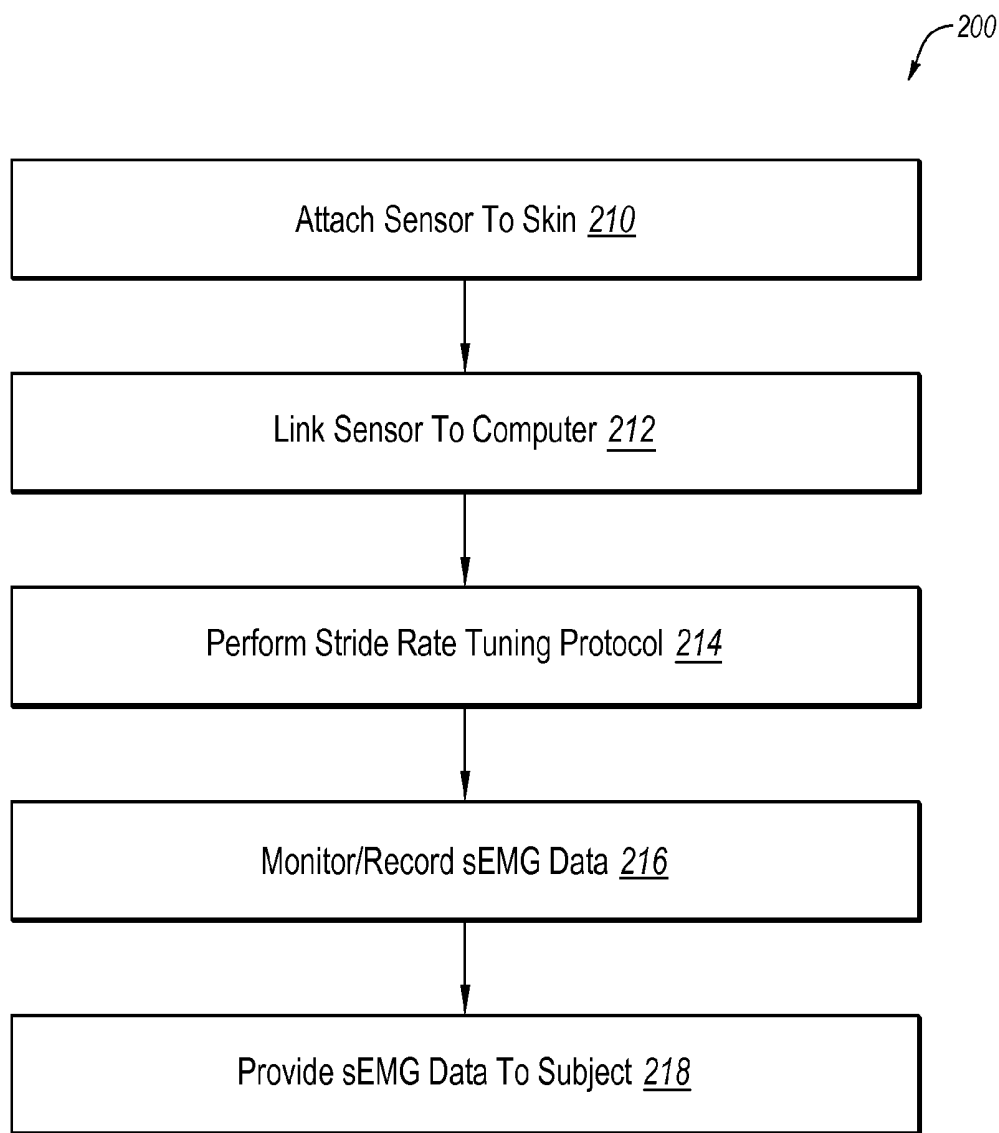 200
Attach Sensor To Skin 210
Link Sensor To Computer 212
Perform Stride Rate Tuning Protocol 214
Monitor/Record sEMG Data 216
Provide sEMG Data To Subject 218